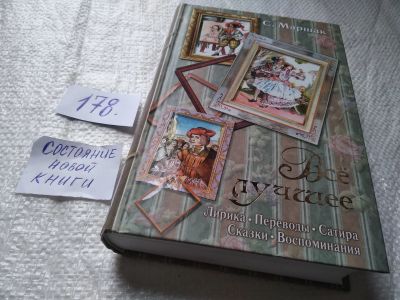 178.
СОСТОЯНИЕ
НОВОЙ
КНИГИ
С. Маршак
Всё
лучшее
Лирика • Переводы • Сатира
Сказки • Воспоминания